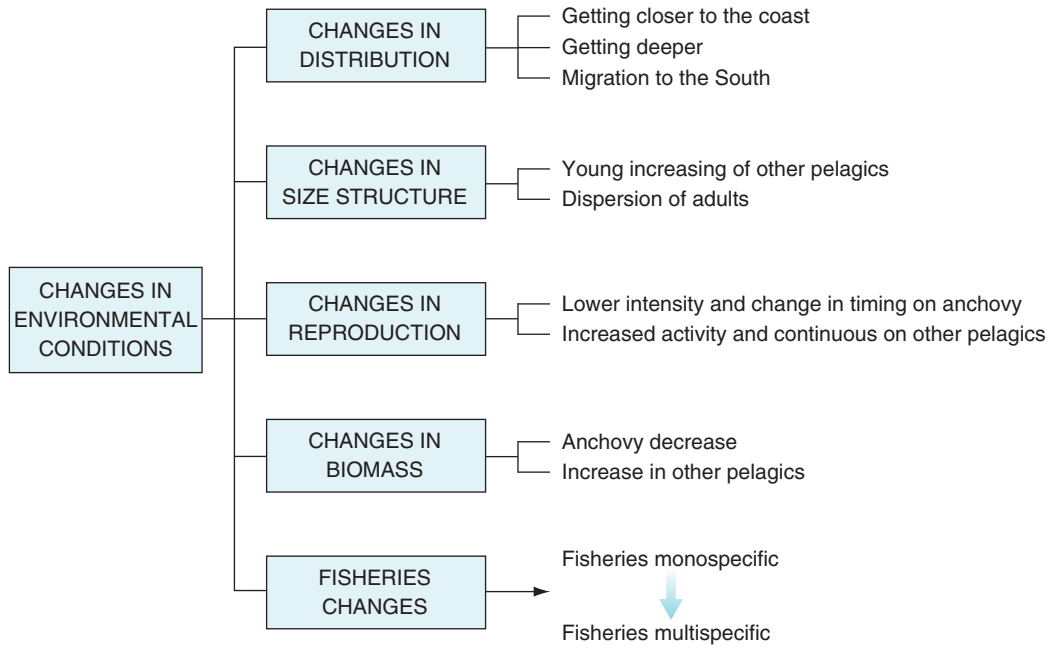 CHANGES IN
DISTRIBUTION
Getting closer to the coast
Getting deeper
Migration to the South
CHANGES IN
SIZE STRUCTURE
Young increasing of other pelagics
Dispersion of adults
CHANGES IN
ENVIRONMENTAL
CONDITIONS
CHANGES IN
REPRODUCTION
Lower intensity and change in timing on anchovy
Increased activity and continuous on other pelagics
CHANGES IN
BIOMASS
Anchovy decrease
Increase in other pelagics
FISHERIES
CHANGES
Fisheries monospecific
Fisheries multispecific